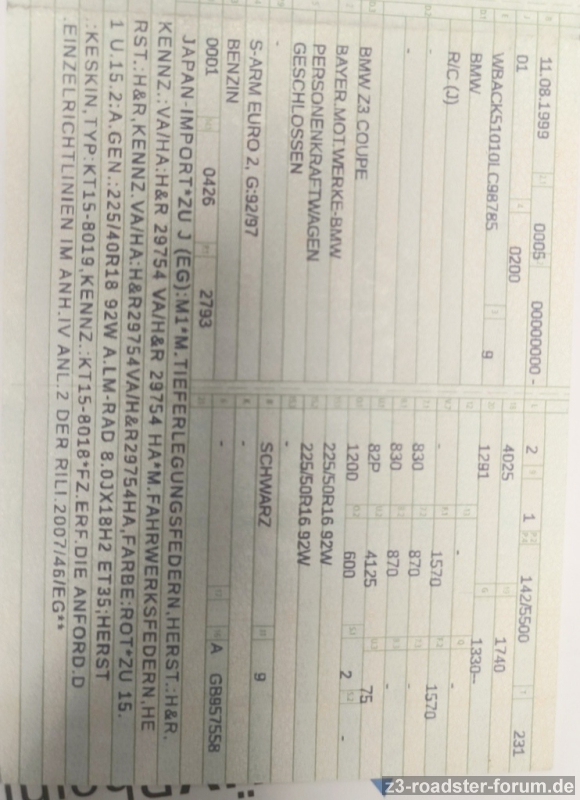 11.08.1999 0005 00000000 - 2 1 142/5500 231
01 0200 4025 1740
WBACK51010LC98785 9 1291 1330--
BMW - - -
R/C (J) - 1570 1570
- 830 870 -
- 830 870 -
BMW Z3 COUPE 82P 4125 75
BAYER.MOT.WERKE-BMW 1200 600 2 -
PERSONENKRAFTWAGEN 225/50R16 92W
GESCHLOSSEN 225/50R16 92W
- -
S-ARM EURO 2, G:92/97 SCHWARZ 9
BENZIN -
0001 0426 2793 - A GB957558
JAPAN-IMPORT*ZU J (EG):M1*M.TIEFERLEGUNGSFEDERN,HERST.:H&R.
KENNZ.:VA/HA:H&R 29754 VA/H&R 29754 HA*M.FAHRWERKSFEDERN,HE
RST.:H&R,KENNZ.VA/HA:H&R29754VA/H&R29754HA,FARBE:ROT*ZU 15.
1 U.15.2:A.GEN.:225/40R18 92W A.LM-RAD 8.0JX18H2 ET35;HERST
.:KESKIN,TYP:KT15-8019,KENNZ.:KT15-8018*FZ.ERF.DIE ANFORD.D
.EINZELRICHTLINIEN IM ANH.IV ANL.2 DER RILI.2007/46/EG**
z3-roadster-forum.de